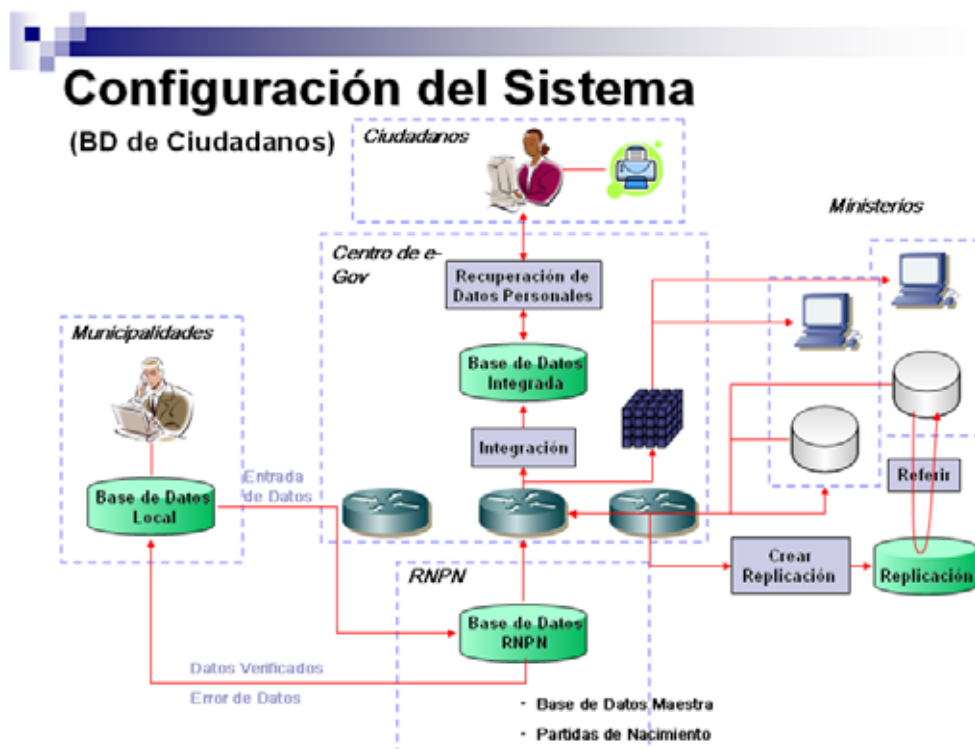 Configuración del Sistema
(BD de Ciudadanos)
Ciudadanos
Ministerios
Centro de e-
Gov
Recuperación de
Datos Personales
Municipalidades
Base de Datos
Integrada
Integración
Referir
Base de Datos
Local
Entrada
de Datos
Crear
Replicación
Replicación
RNPN
Base de Datos
RNPN
Datos Verificados
Error de Datos
· Base de Datos Maestra
· Partidas de Nacimiento